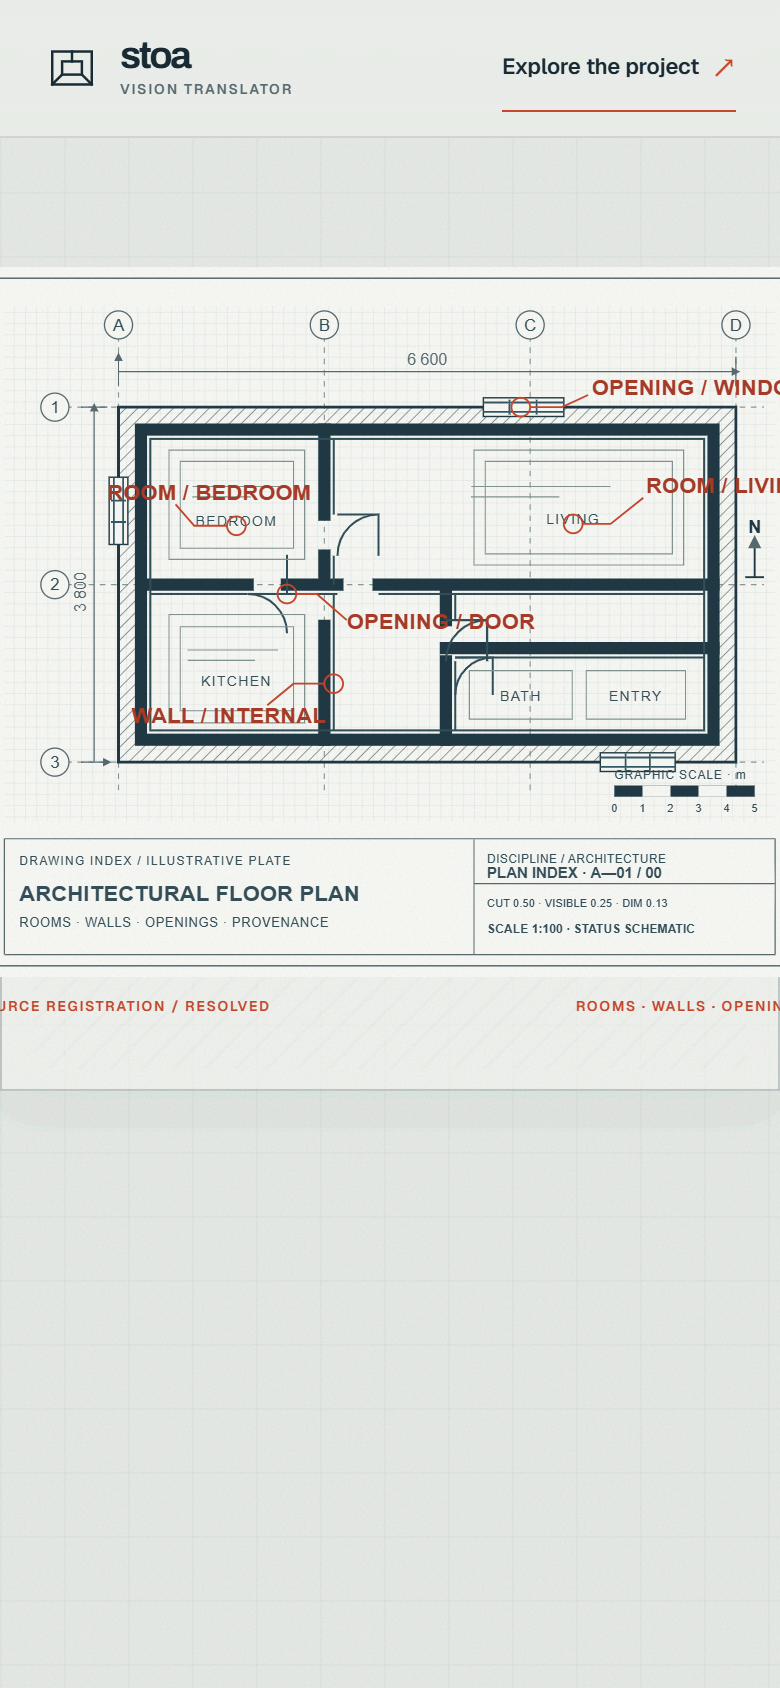 stoa
VISION TRANSLATOR
Explore the project ↗
A B C D
6 600
OPENING / WINDO
1
ROOM / BEDROOM
ROOM / LIVI
BEDROOM
LIVING
N
2
3 800
OPENING / DOOR
KITCHEN
BATH
ENTRY
WALL / INTERNAL
3
GRAPHIC SCALE · m
0 1 2 3 4 5
DRAWING INDEX / ILLUSTRATIVE PLATE
ARCHITECTURAL FLOOR PLAN
ROOMS · WALLS · OPENINGS · PROVENANCE
DISCIPLINE / ARCHITECTURE
PLAN INDEX · A—01 / 00
CUT 0.50 · VISIBLE 0.25 · DIM 0.13
SCALE 1:100 · STATUS SCHEMATIC
URCE REGISTRATION / RESOLVED
ROOMS · WALLS · OPENIN